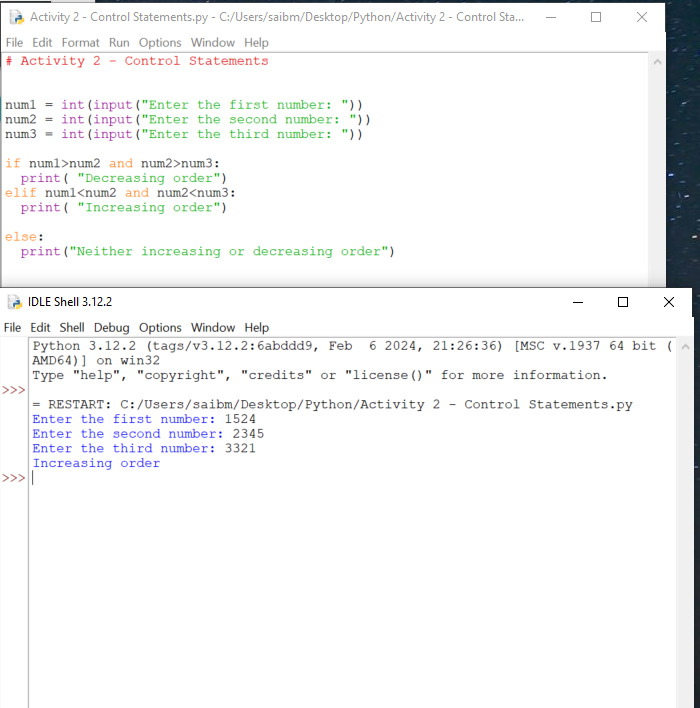 Activity 2 - Control Statements.py - C:/Users/saibm/Desktop/Python/Activity 2 - Control Sta...
File Edit Format Run Options Window Help
# Activity 2 - Control Statements
num1 = int(input("Enter the first number: "))
num2 = int(input("Enter the second number: "))
num3 = int(input("Enter the third number: "))
if num1>num2 and num2>num3:
  print( "Decreasing order")
elif num1<num2 and num2<num3:
  print( "Increasing order")
else:
  print("Neither increasing or decreasing order")
IDLE Shell 3.12.2
File Edit Shell Debug Options Window Help
Python 3.12.2 (tags/v3.12.2:6abddd9, Feb  6 2024, 21:26:36) [MSC v.1937 64 bit (
AMD64)] on win32
Type "help", "copyright", "credits" or "license()" for more information.
>>>
= RESTART: C:/Users/saibm/Desktop/Python/Activity 2 - Control Statements.py
Enter the first number: 1524
Enter the second number: 2345
Enter the third number: 3321
Increasing order
>>>